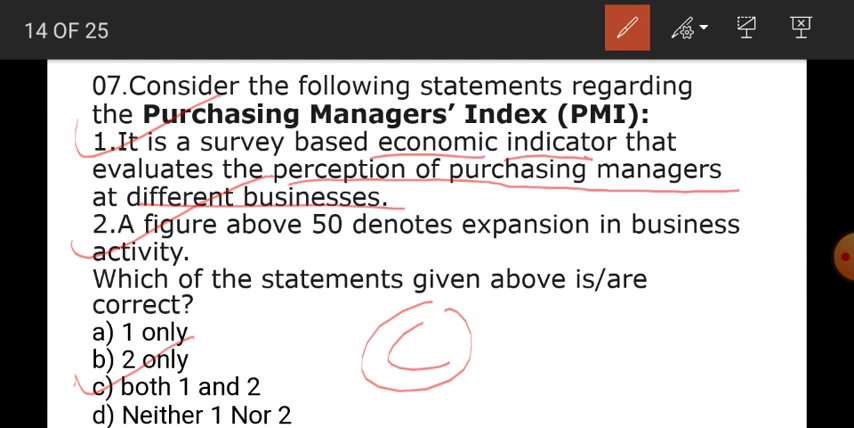 14 OF 25
07.Consider the following statements regarding
the Purchasing Managers' Index (PMI):
1.It is a survey based economic indicator that
evaluates the perception of purchasing managers
at different businesses.
2.A figure above 50 denotes expansion in business
activity.
Which of the statements given above is/are
correct?
a) 1 only
b) 2 only
c) both 1 and 2
d) Neither 1 Nor 2
C